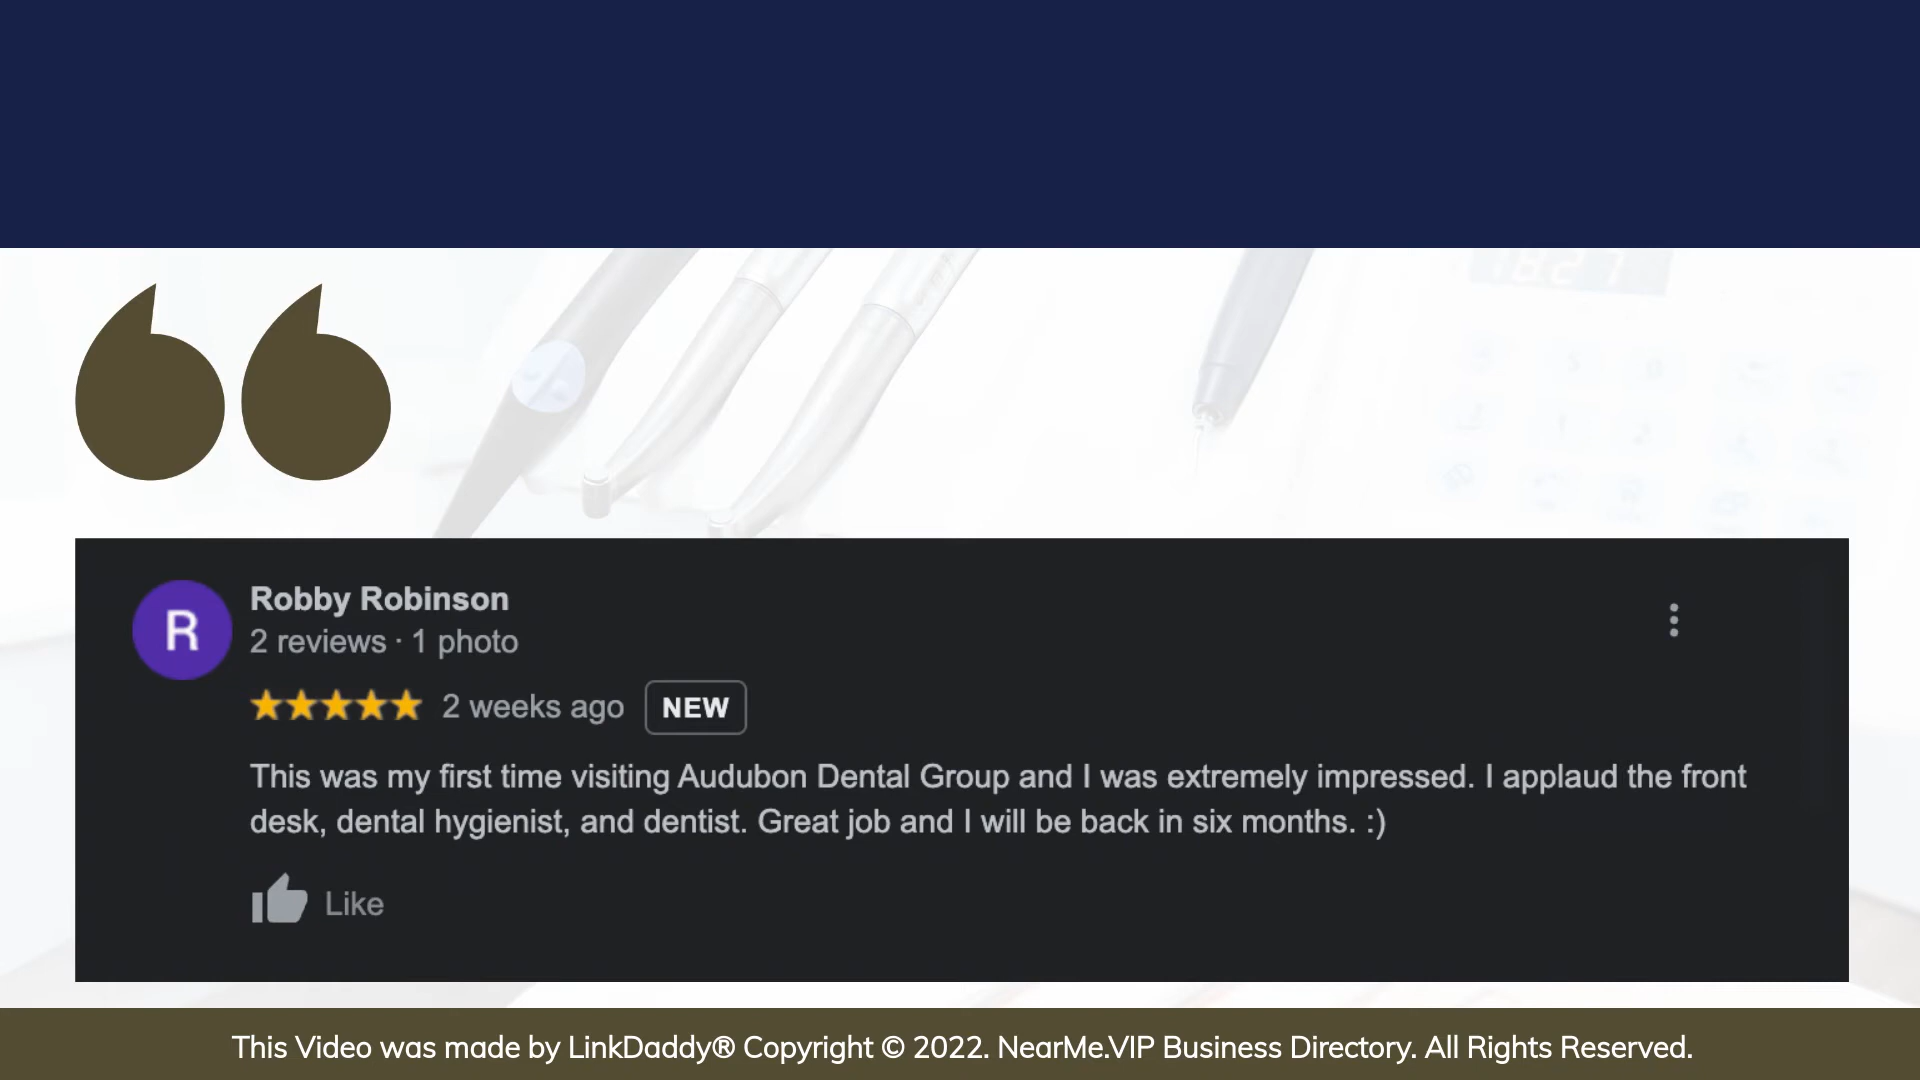 R
Robby Robinson
2 reviews · 1 photo
2 weeks ago NEW
This was my first time visiting Audubon Dental Group and I was extremely impressed. I applaud the front
desk, dental hygienist, and dentist. Great job and I will be back in six months. :)
Like
This Video was made by LinkDaddy® Copyright © 2022. NearMe.VIP Business Directory. All Rights Reserved.